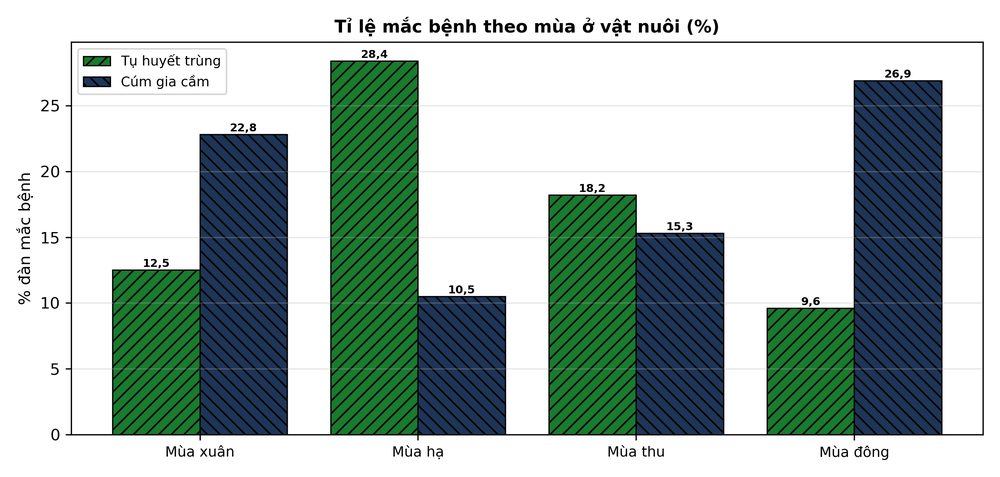 Tỉ lệ mắc bệnh theo mùa ở vật nuôi (%)
Tụ huyết trùng
Cúm gia cầm
% đàn mắc bệnh
25
20
15
10
5
0
12,5
22,8
28,4
10,5
18,2
15,3
9,6
26,9
Mùa xuân
Mùa hạ
Mùa thu
Mùa đông